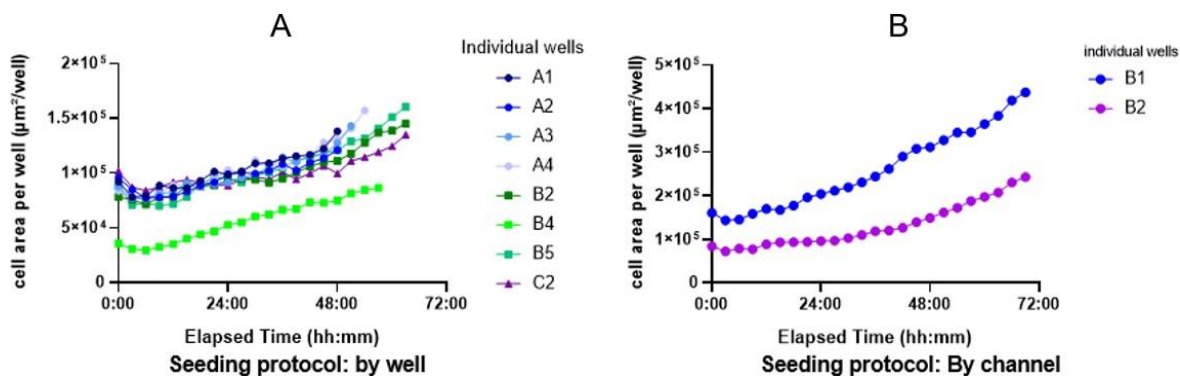 A
B
cell area per well (µm²/well)
2×10⁵
1.5×10⁵
1×10⁵
5×10⁴
0
0:00
24:00
48:00
72:00
Elapsed Time (hh:mm)
Seeding protocol: by well
Individual wells
A1
A2
A3
A4
B2
B4
B5
C2
cell area per well (µm²/well)
5×10⁵
4×10⁵
3×10⁵
2×10⁵
1×10⁵
0
0:00
24:00
48:00
72:00
Elapsed Time (hh:mm)
Seeding protocol: By channel
individual wells
B1
B2